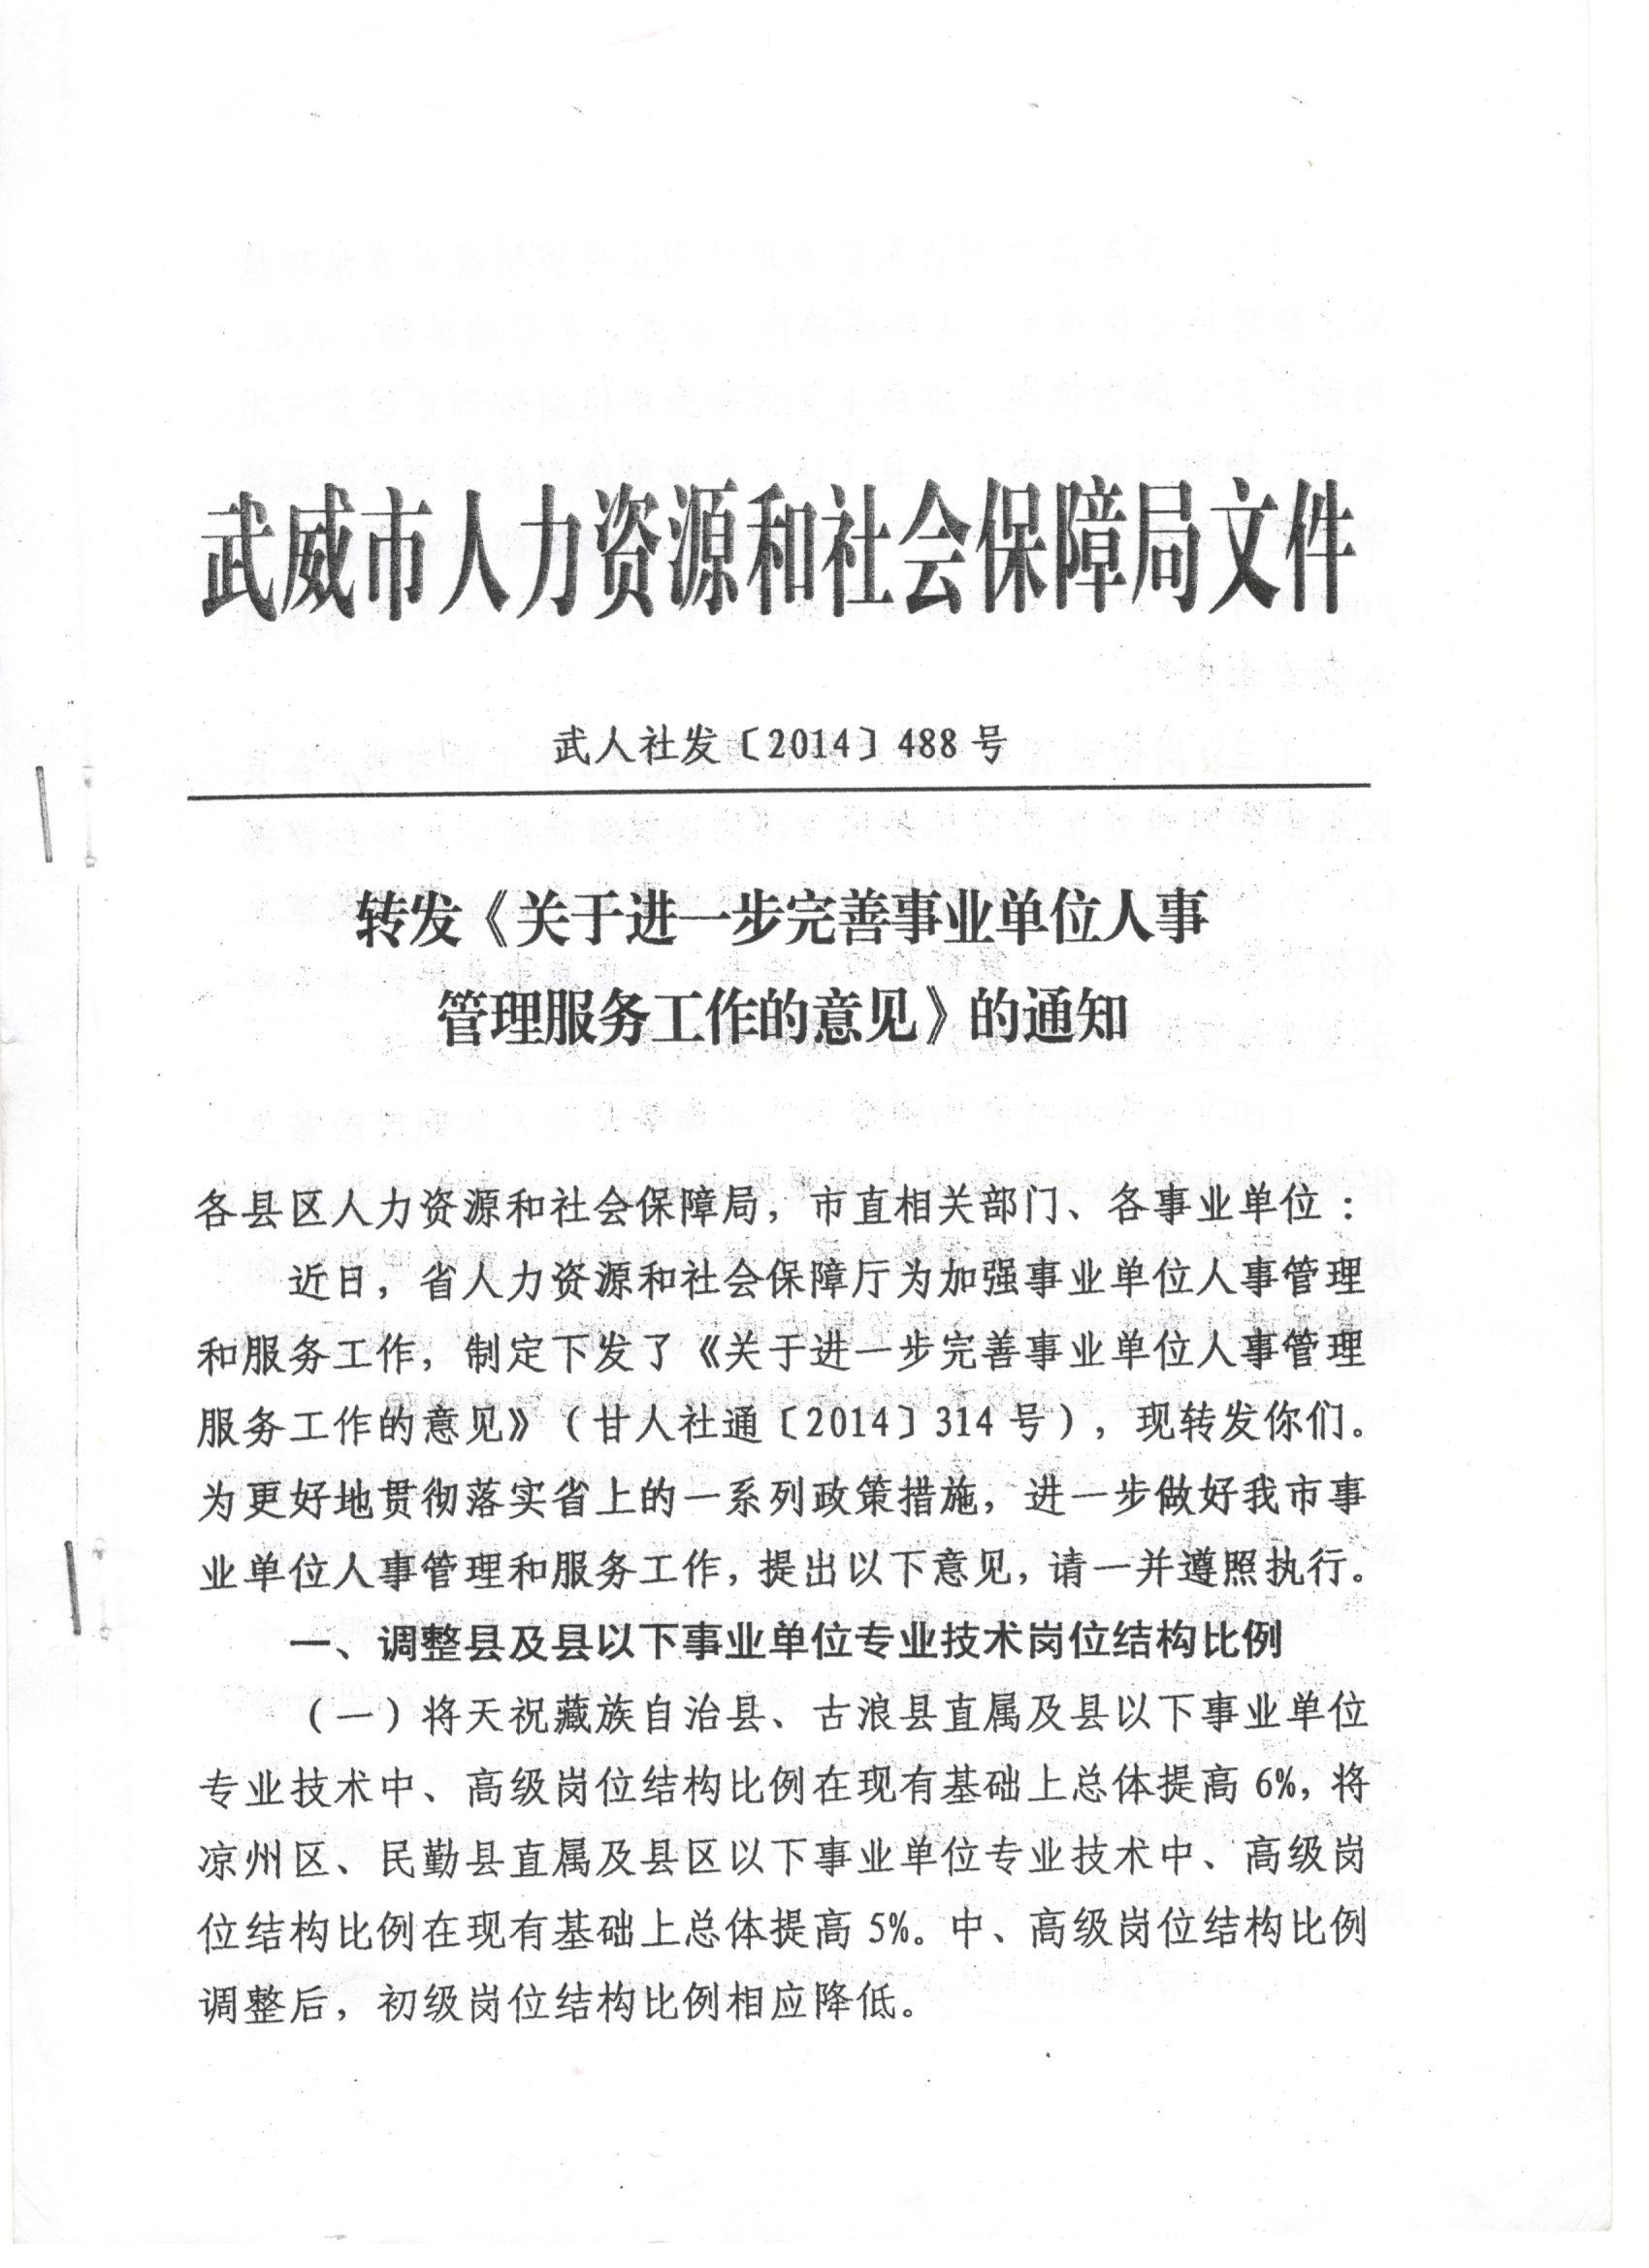 武威市人力资源和社会保障局文件
武人社发〔2014〕488号
转发《关于进一步完善事业单位人事
管理服务工作的意见》的通知
各县区人力资源和社会保障局，市直相关部门、各事业单位：
近日，省人力资源和社会保障厅为加强事业单位人事管理
和服务工作，制定下发了《关于进一步完善事业单位人事管理
服务工作的意见》（甘人社通〔2014〕314号），现转发你们。
为更好地贯彻落实省上的一系列政策措施，进一步做好我市事
业单位人事管理和服务工作，提出以下意见，请一并遵照执行。
一、调整县及县以下事业单位专业技术岗位结构比例
（一）将天祝藏族自治县、古浪县直属及县以下事业单位
专业技术中、高级岗位结构比例在现有基础上总体提高6%，将
凉州区、民勤县直属及县区以下事业单位专业技术中、高级岗
位结构比例在现有基础上总体提高5%。中、高级岗位结构比例
调整后，初级岗位结构比例相应降低。